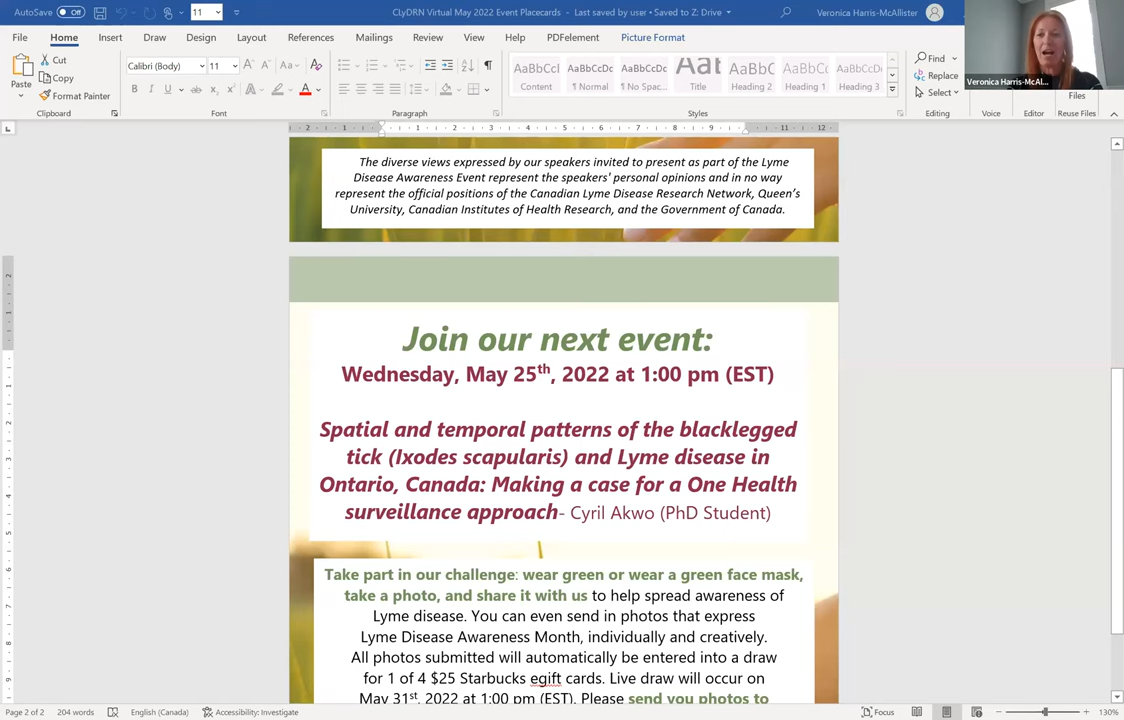 AutoSave Off 11 CLyDRN Virtual May 2022 Event Placecards - Last saved by user • Saved to Z: Drive Veronica Harris-McAllister
File Home Insert Draw Design Layout References Mailings Review View Help PDFelement Picture Format
Paste Cut Copy Format Painter
Calibri (Body) 11
AaBbCcI AaBbCcDc AaBbCcDc AaB AaBbCcD AaBbCcI AaBbCcDc
Content ¶ Normal ¶ No Spac... Title Heading 2 Heading 1 Heading 3
Find Replace Select
Veronica Harris-McAl...
Files
Clipboard Font Paragraph Styles Editing Voice Editor Reuse Files
The diverse views expressed by our speakers invited to present as part of the Lyme
Disease Awareness Event represent the speakers' personal opinions and in no way
represent the official positions of the Canadian Lyme Disease Research Network, Queen's
University, Canadian Institutes of Health Research, and the Government of Canada.
Join our next event:
Wednesday, May 25th, 2022 at 1:00 pm (EST)
Spatial and temporal patterns of the blacklegged
tick (Ixodes scapularis) and Lyme disease in
Ontario, Canada: Making a case for a One Health
surveillance approach- Cyril Akwo (PhD Student)
Take part in our challenge: wear green or wear a green face mask,
take a photo, and share it with us to help spread awareness of
Lyme disease. You can even send in photos that express
Lyme Disease Awareness Month, individually and creatively.
All photos submitted will automatically be entered into a draw
for 1 of 4 $25 Starbucks egift cards. Live draw will occur on
May 31st, 2022 at 1:00 pm (EST). Please send you photos to
Page 2 of 2 204 words English (Canada) Accessibility: Investigate Focus 130%